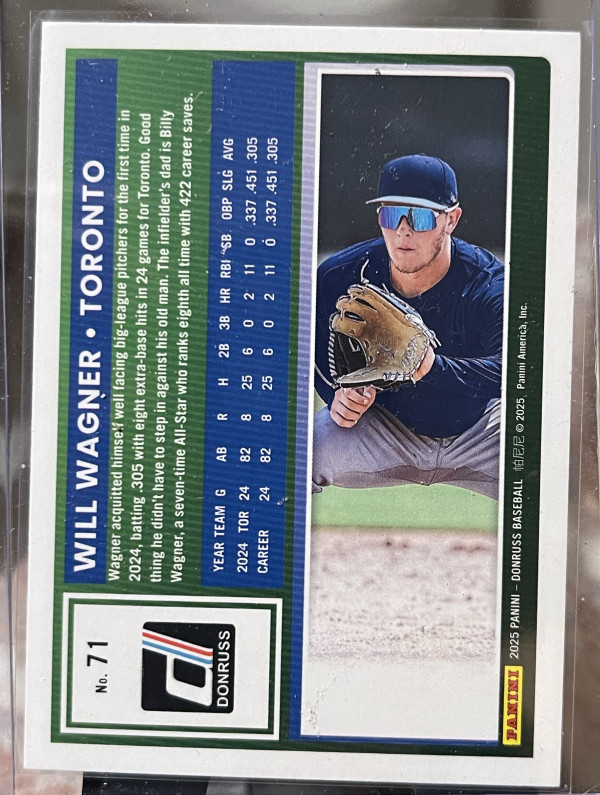 No. 71
DONRUSS
WILL WAGNER • TORONTO
Wagner acquitted himself well facing big-league pitchers for the first time in
2024, batting .305 with eight extra-base hits in 24 games for Toronto. Good
thing he didn't have to step in against his old man. The infielder's dad is Billy
Wagner, a seven-time All-Star who ranks eighth all time with 422 career saves.
YEAR TEAM G AB R H 2B 3B HR RBI SB OBP SLG AVG
2024 TOR 24 82 8 25 6 0 2 11 0 .337 .451 .305
CAREER 24 82 8 25 6 0 2 11 0 .337 .451 .305
PANINI
2025 PANINI – DONRUSS BASEBALL 帕尼尼 © 2025 Panini America, Inc.